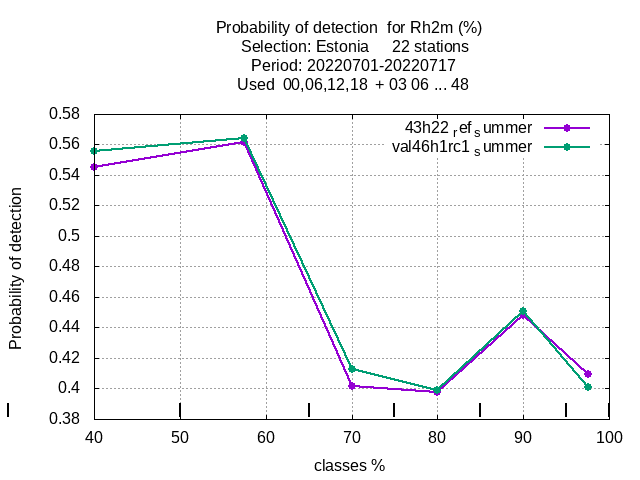 Probability of detection for Rh2m (%)
Selection: Estonia 22 stations
Period: 20220701-20220717
Used 00,06,12,18 + 03 06 ... 48
0.58
0.56
0.54
0.52
0.5
0.48
0.46
0.44
0.42
0.4
0.38
Probability of detection
43h22 refsummer
val46h1rc1 summer
40 50 60 70 80 90 100
classes %